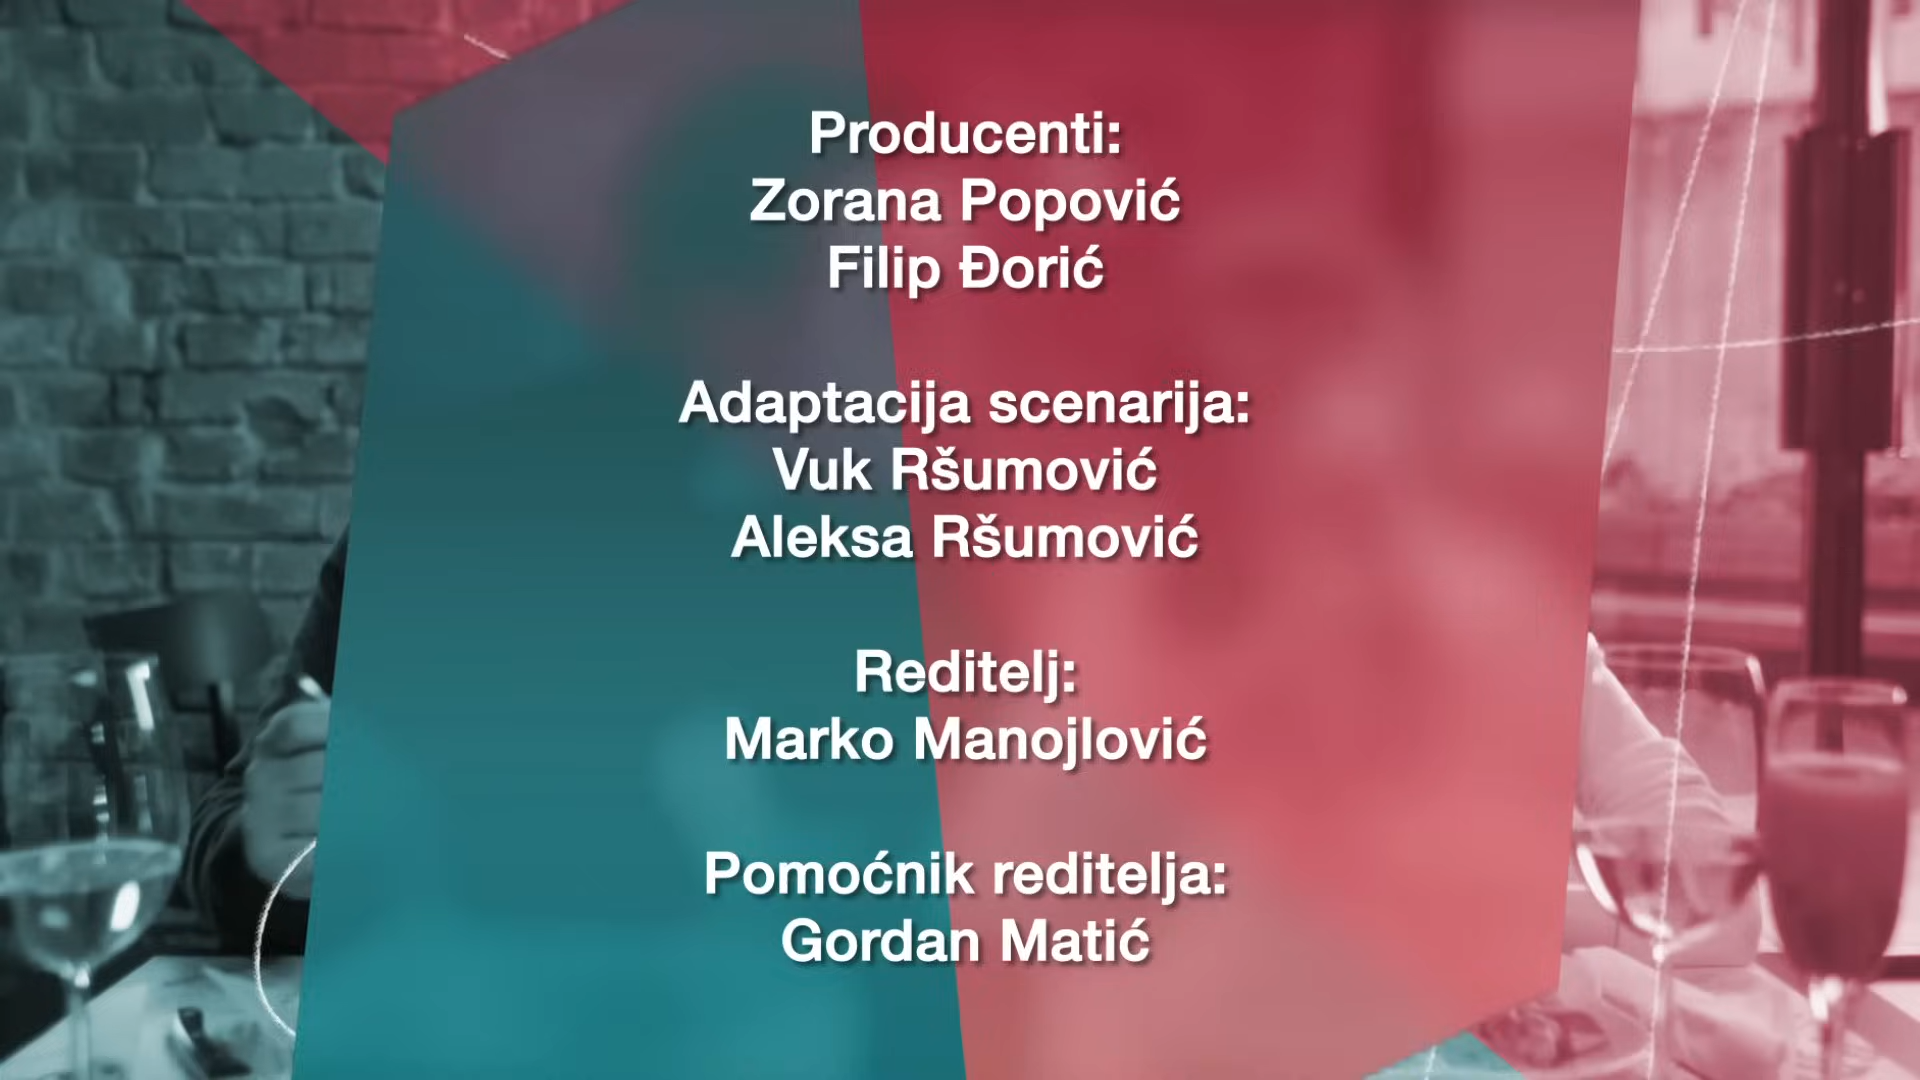 Producenti:
Zorana Popović
Filip Đorić
Adaptacija scenarija:
Vuk Ršumović
Aleksa Ršumović
Reditelj:
Marko Manojlović
Pomoćnik reditelja:
Gordan Matić